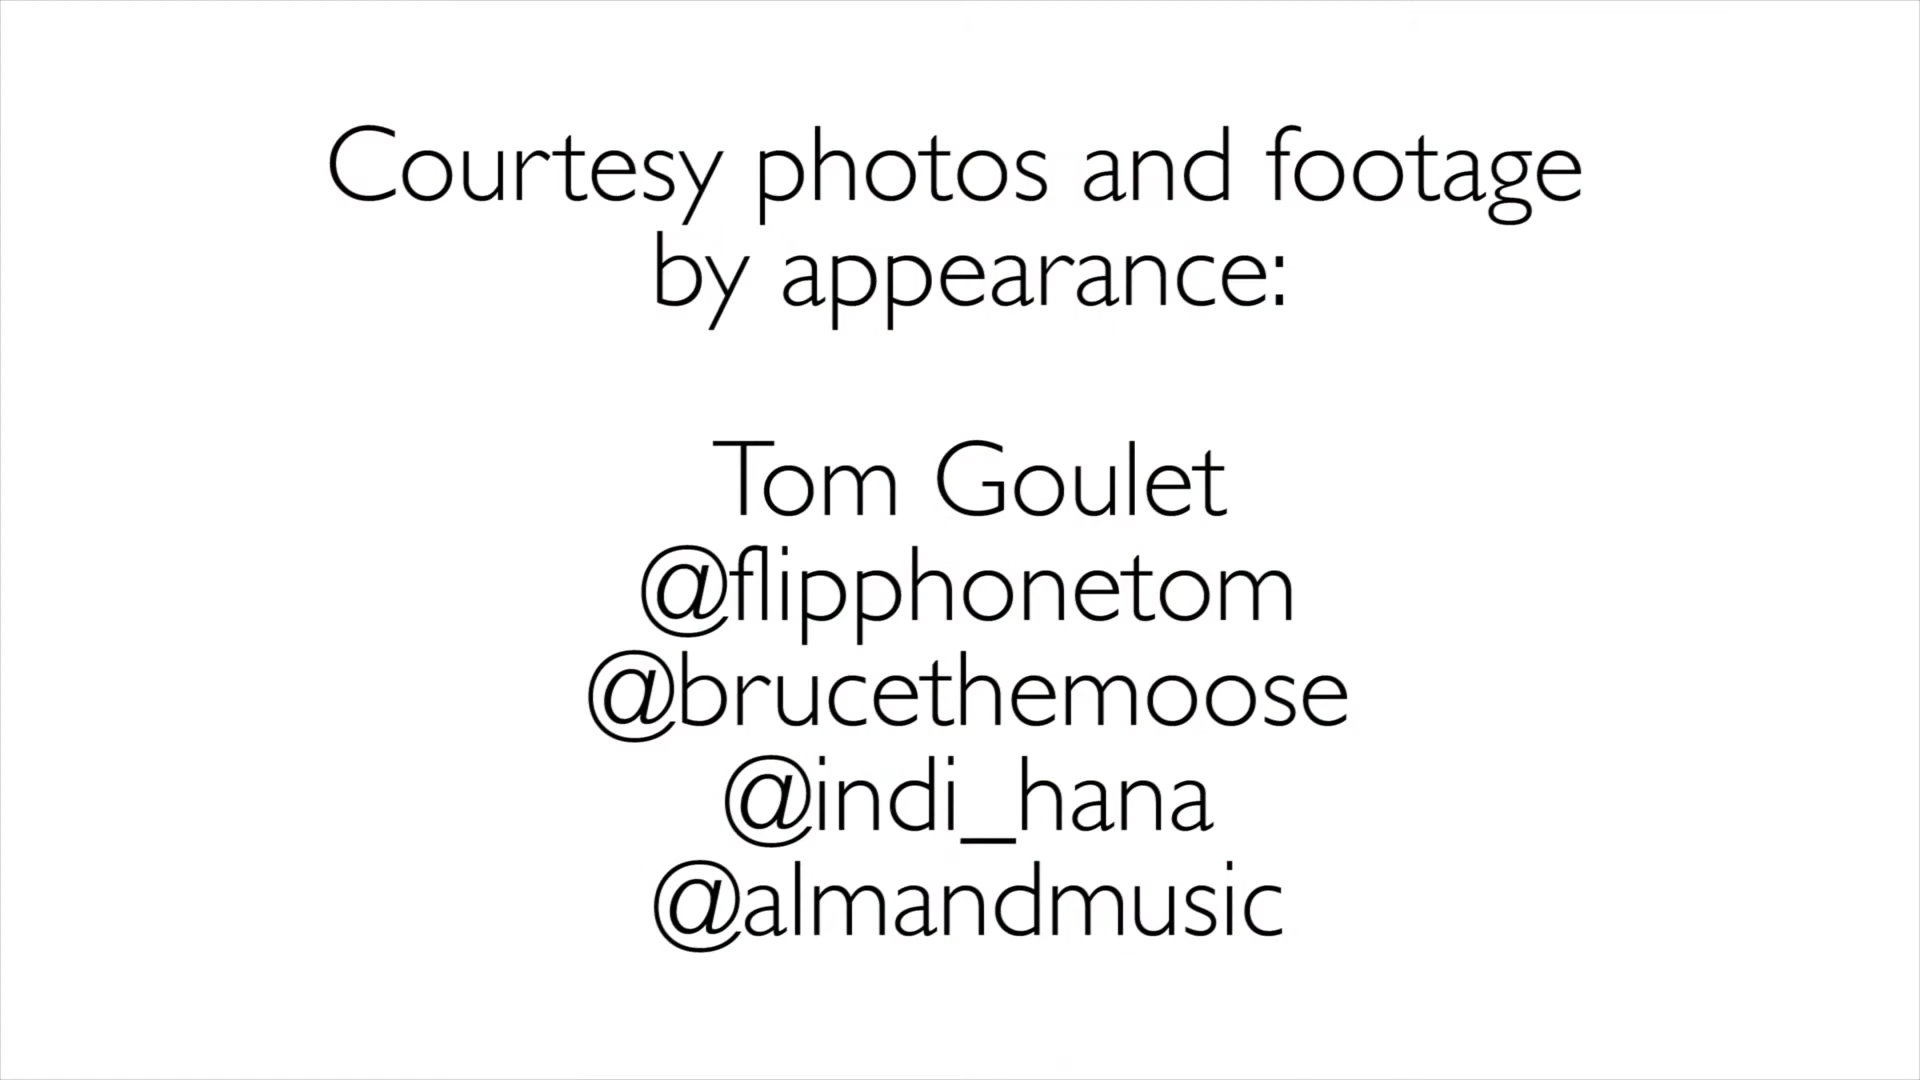 Courtesy photos and footage
by appearance:
Tom Goulet
@flipphonetom
@brucethemoose
@indi_hana
@almandmusic